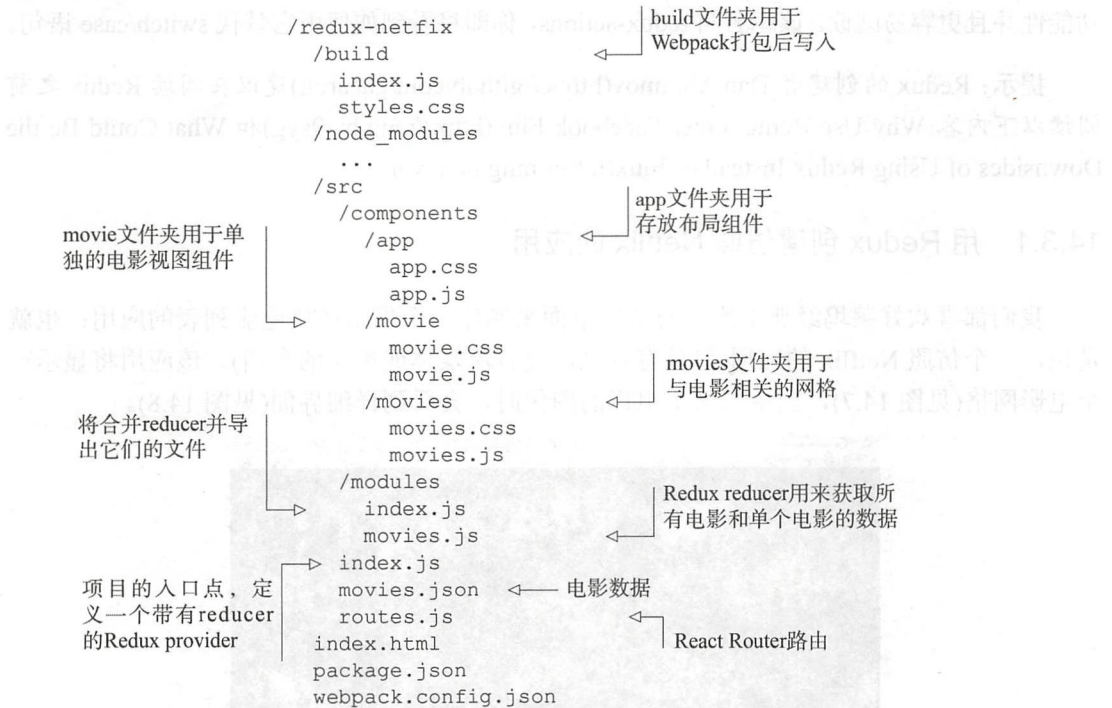 /redux-netfix
build文件夹用于
Webpack打包后写入
/build
index.js
styles.css
/node_modules
...
/src
/components
app文件夹用于
存放布局组件
/app
movie文件夹用于单
独的电影视图组件
app.css
app.js
/movie
movie.css
movie.js
movies文件夹用于
与电影相关的网格
/movies
将合并reducer并导
出它们的文件
movies.css
movies.js
/modules
index.js
Redux reducer用来获取所
有电影和单个电影的数据
movies.js
index.js
项目的入口点，定
义一个带有reducer
的Redux provider
movies.json
电影数据
routes.js
React Router路由
index.html
package.json
webpack.config.json